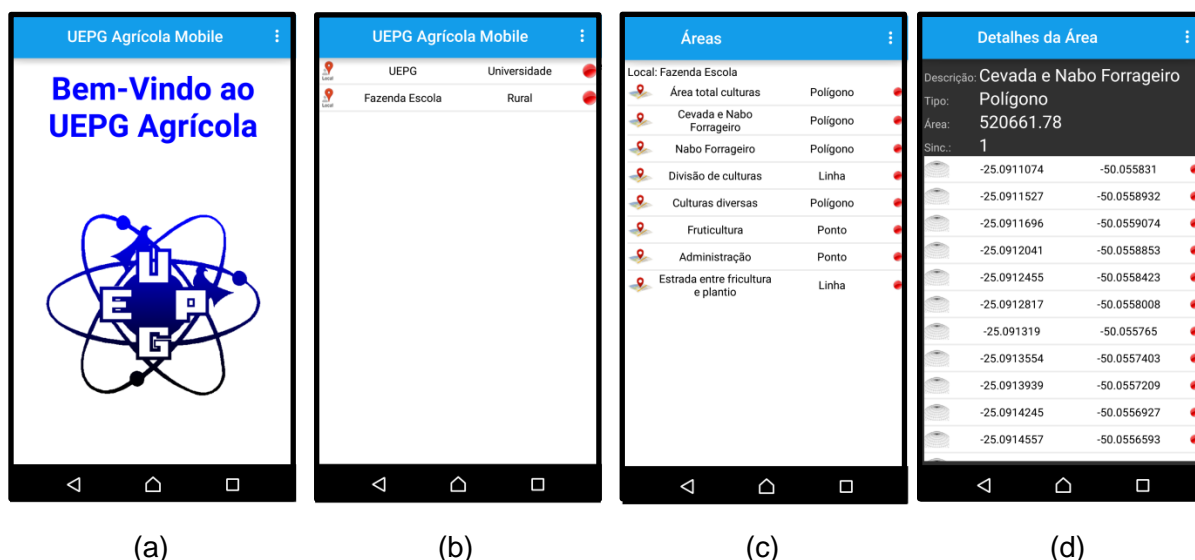 UEPG Agrícola Mobile
Bem-Vindo ao
UEPG Agrícola
U
E P
G
(a)
UEPG Agrícola Mobile
Local UEPG Universidade
Local Fazenda Escola Rural
(b)
Áreas
Local: Fazenda Escola
Área total culturas Polígono
Cevada e Nabo
Forrageiro Polígono
Nabo Forrageiro Polígono
Divisão de culturas Linha
Culturas diversas Polígono
Fruticultura Ponto
Administração Ponto
Estrada entre fricultura
e plantio Linha
(c)
Detalhes da Área
Descrição: Cevada e Nabo Forrageiro
Tipo: Polígono
Área: 520661.78
Sinc.: 1
-25.0911074 -50.055831
-25.0911527 -50.0558932
-25.0911696 -50.0559074
-25.0912041 -50.0558853
-25.0912455 -50.0558423
-25.0912817 -50.0558008
-25.091319 -50.055765
-25.0913554 -50.0557403
-25.0913939 -50.0557209
-25.0914245 -50.0556927
-25.0914557 -50.0556593
(d)